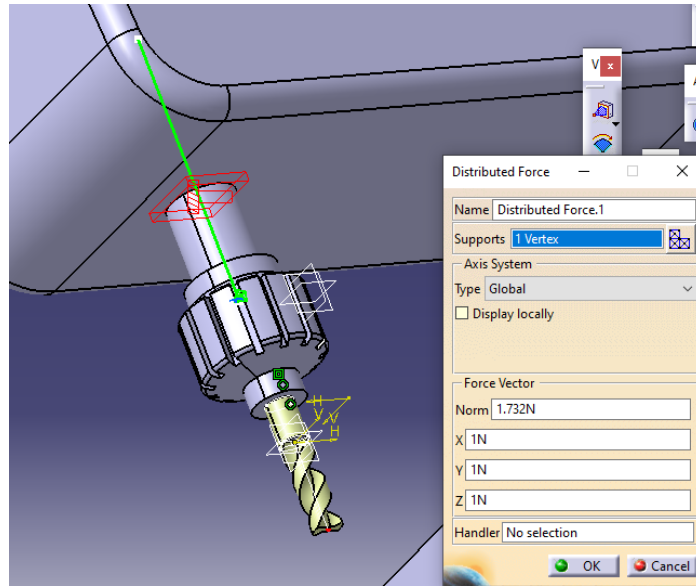 V x
A
Distributed Force
Name Distributed Force.1
Supports 1 Vertex
Axis System
Type Global
Display locally
Force Vector
Norm 1.732N
X 1N
Y 1N
Z 1N
Handler No selection
OK Cancel
H
V
V
H